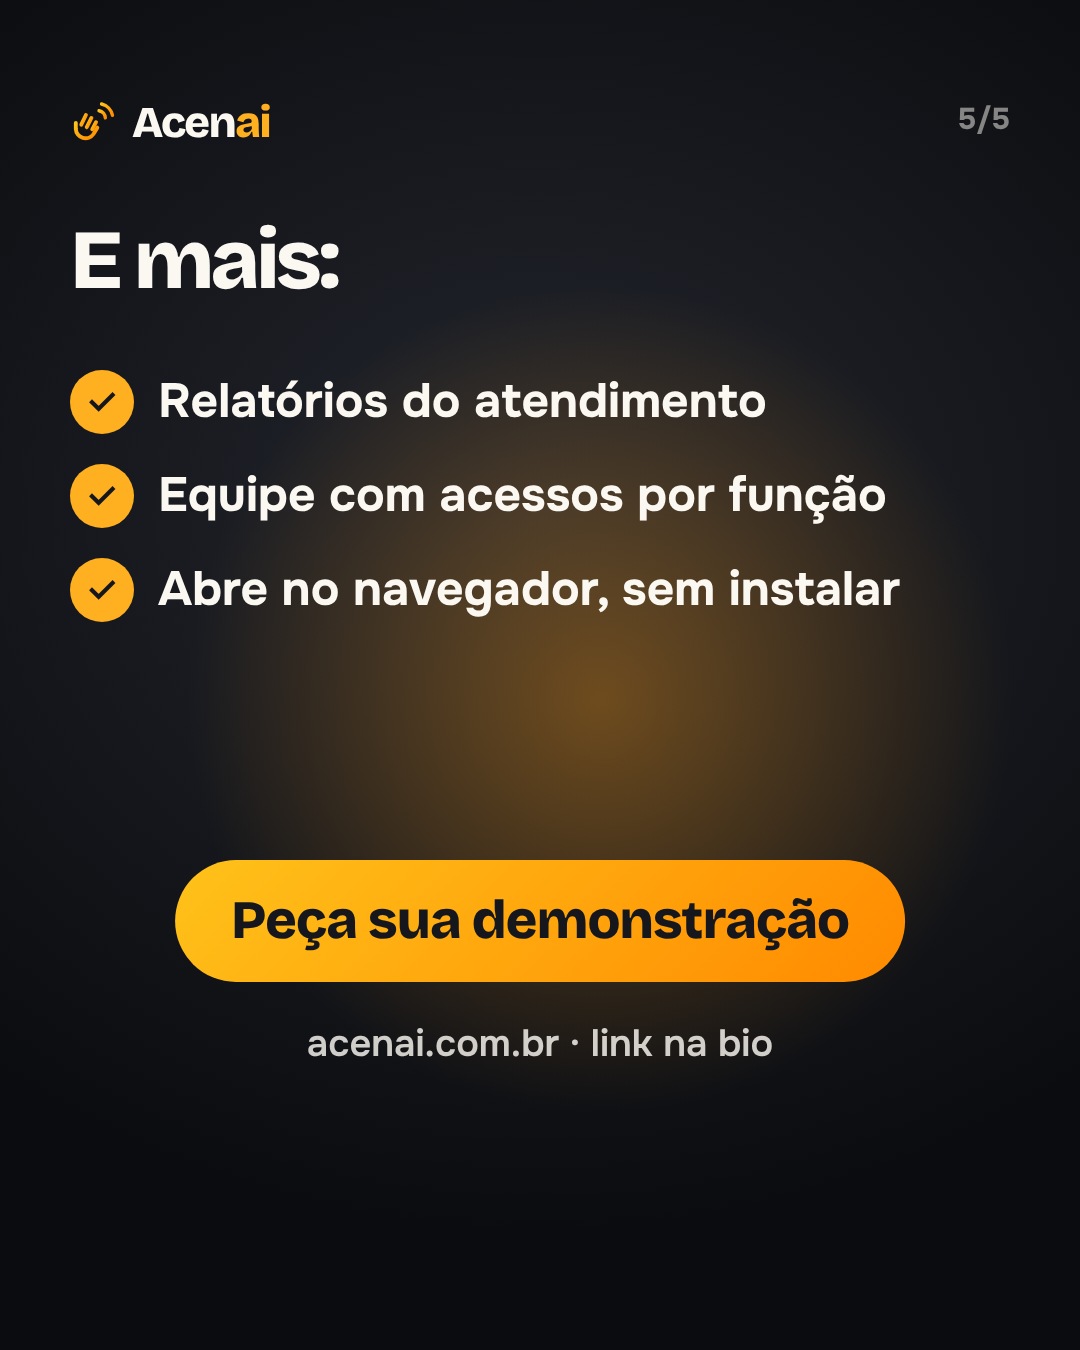 Acenai
5/5
E mais:
Relatórios do atendimento
Equipe com acessos por função
Abre no navegador, sem instalar
Peça sua demonstração
acenai.com.br · link na bio